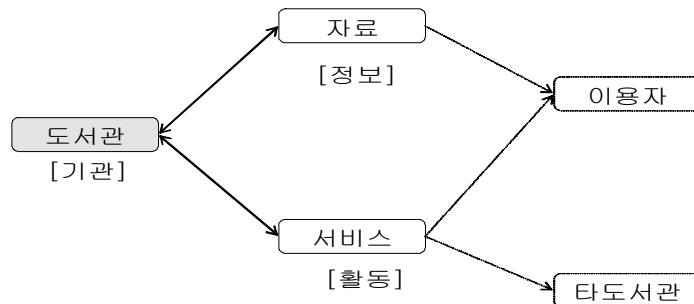 자료
[정보]
이용자
도서관
[기관]
서비스
[활동]
타도서관